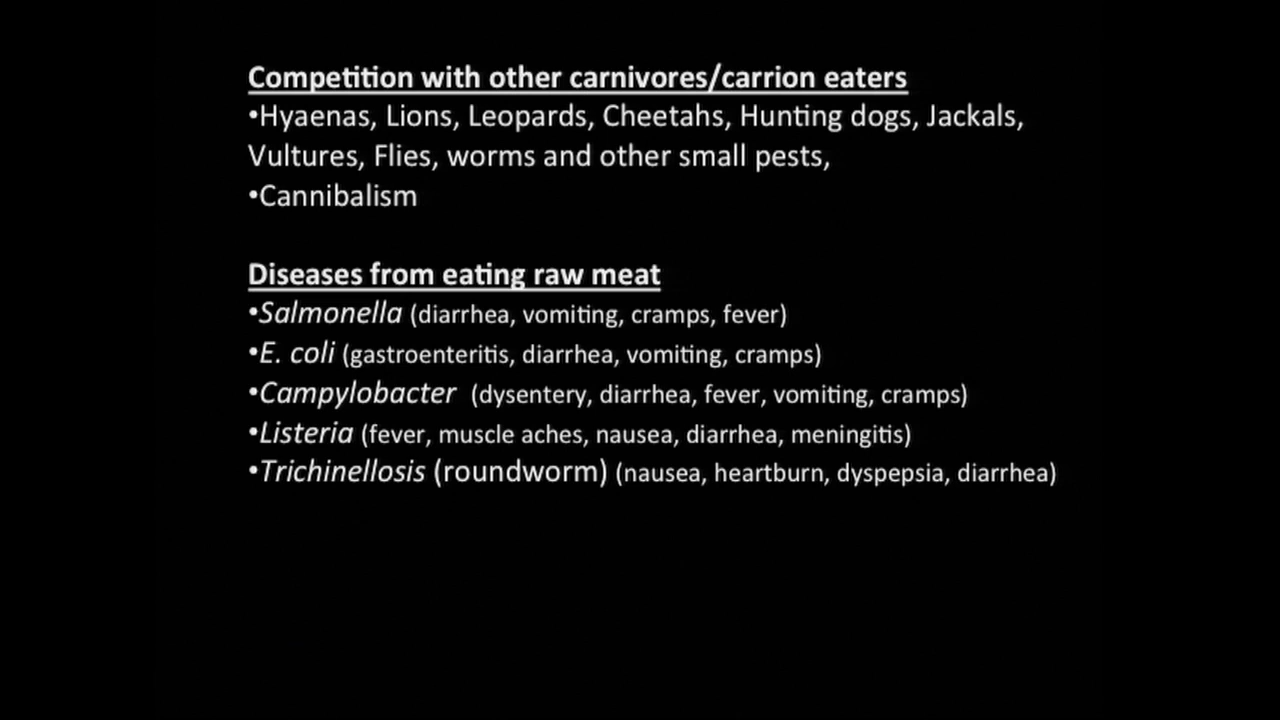 Competition with other carnivores/carrion eaters
•Hyaenas, Lions, Leopards, Cheetahs, Hunting dogs, Jackals,
Vultures, Flies, worms and other small pests,
•Cannibalism
Diseases from eating raw meat
•Salmonella (diarrhea, vomiting, cramps, fever)
•E. coli (gastroenteritis, diarrhea, vomiting, cramps)
•Campylobacter (dysentery, diarrhea, fever, vomiting, cramps)
•Listeria (fever, muscle aches, nausea, diarrhea, meningitis)
•Trichinellosis (roundworm) (nausea, heartburn, dyspepsia, diarrhea)